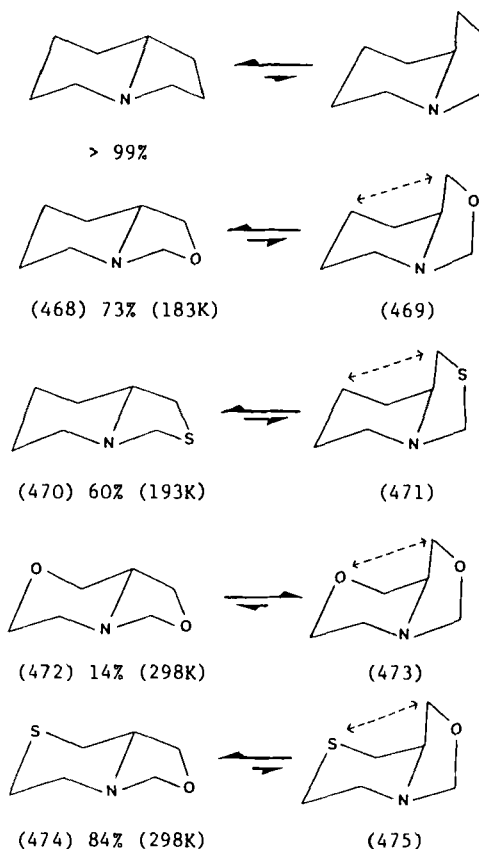 N N
> 99%
O
N O N
(468) 73% (183K) (469)
S
N S N
(470) 60% (193K) (471)
O O O
N O N
(472) 14% (298K) (473)
S S O
N O N
(474) 84% (298K) (475)